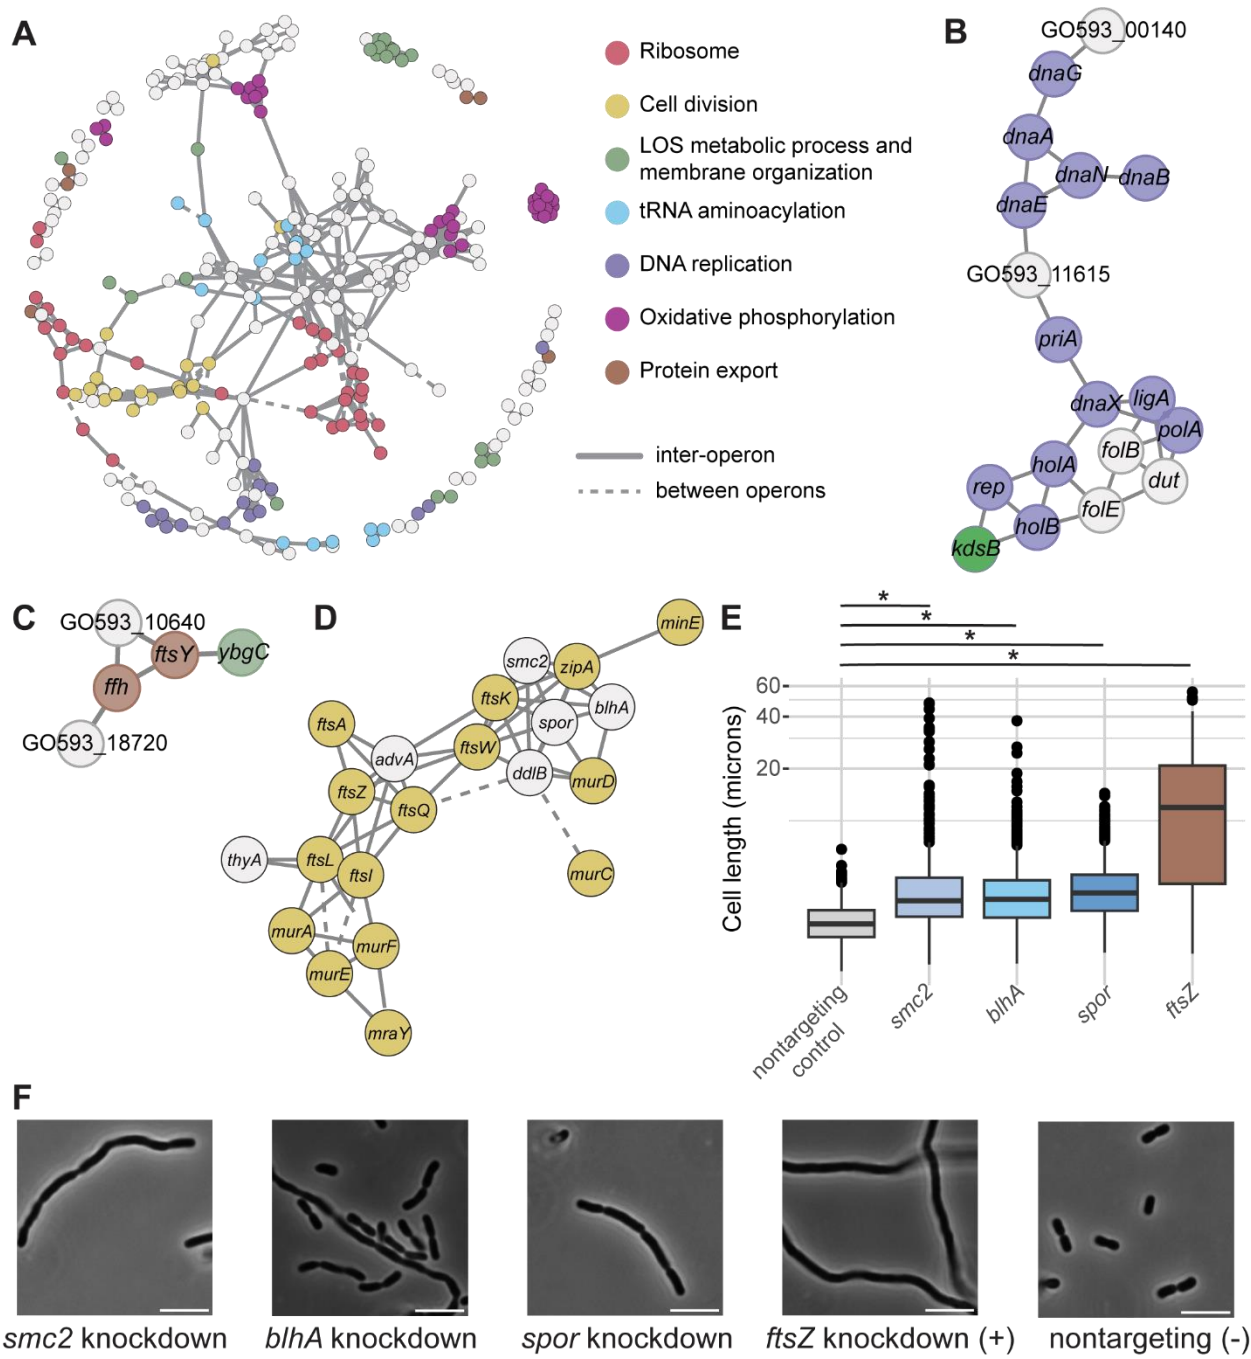 A
Ribosome
Cell division
LOS metabolic process and
membrane organization
tRNA aminoacylation
DNA replication
Oxidative phosphorylation
Protein export
inter-operon
between operons
B
GO593_00140
dnaG
dnaA
dnaN
dnaB
dnaE
GO593_11615
priA
dnaX
ligA
polA
folB
holA
dut
rep
folE
holB
kdsB
C
GO593_10640
ftsY
ybgC
ffh
GO593_18720
D
minE
smc2
zipA
ftsK
blhA
spor
ftsA
ftsW
advA
ddlB
murD
ftsZ
ftsQ
thyA
ftsL
ftsI
murC
murA
murF
murE
mraY
E
Cell length (microns)
60
40
20
*
*
*
*
nontargeting
control
smc2
blhA
spor
ftsZ
F
smc2 knockdown
blhA knockdown
spor knockdown
ftsZ knockdown (+)
nontargeting (-)